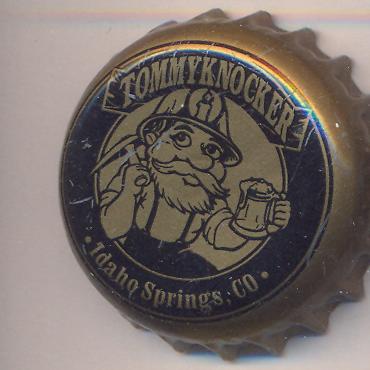 TOMMYKNOCKER
• Idaho Springs, CO •